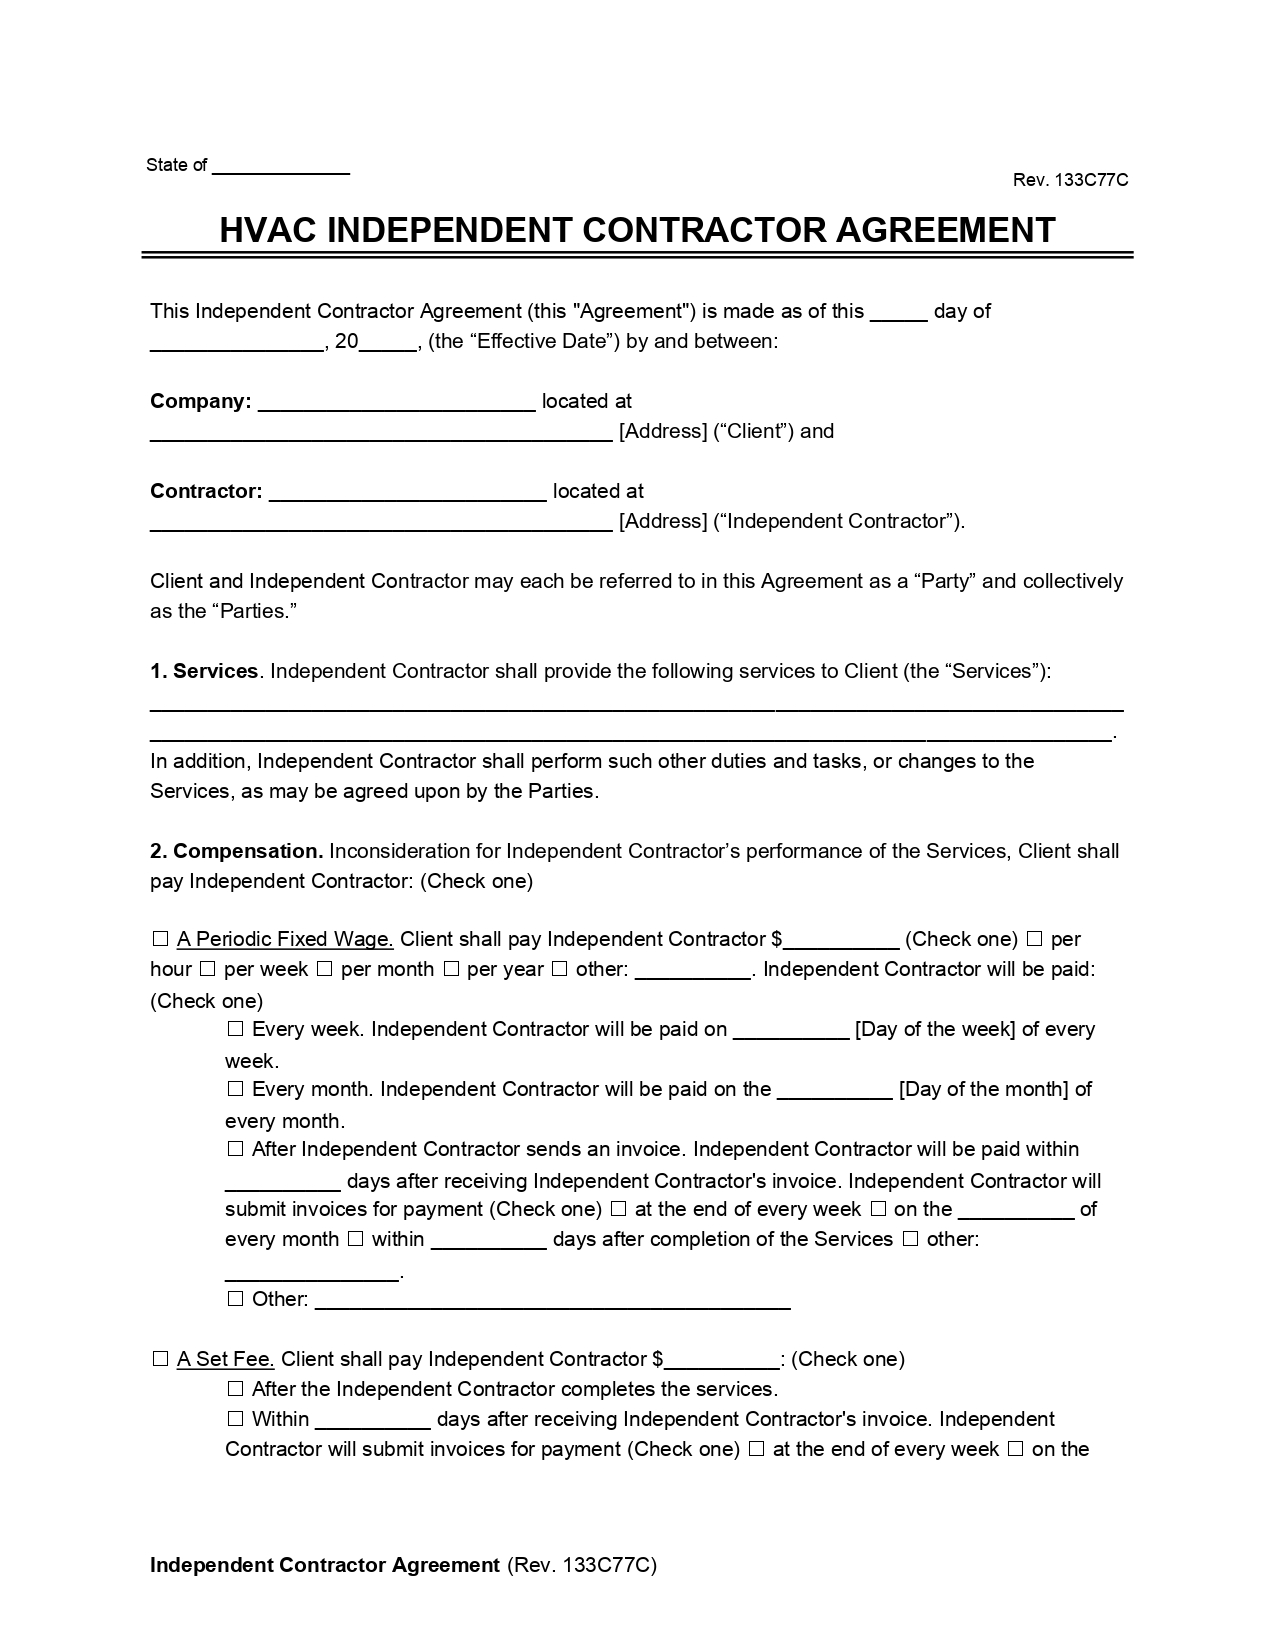 State of _______________
Rev. 133C77C
HVAC INDEPENDENT CONTRACTOR AGREEMENT
This Independent Contractor Agreement (this "Agreement") is made as of this _____ day of
_______________, 20_____, (the “Effective Date”) by and between:
Company: ________________________ located at
________________________________________ [Address] (“Client”) and
Contractor: ________________________ located at
________________________________________ [Address] (“Independent Contractor”).
Client and Independent Contractor may each be referred to in this Agreement as a “Party” and collectively
as the “Parties.”
1. Services. Independent Contractor shall provide the following services to Client (the “Services”):
____________________________________________________________________________________
___________________________________________________________________________________.
In addition, Independent Contractor shall perform such other duties and tasks, or changes to the
Services, as may be agreed upon by the Parties.
2. Compensation. Inconsideration for Independent Contractor’s performance of the Services, Client shall
pay Independent Contractor: (Check one)
☐ A Periodic Fixed Wage. Client shall pay Independent Contractor $__________ (Check one) ☐ per
hour ☐ per week ☐ per month ☐ per year ☐ other: __________. Independent Contractor will be paid:
(Check one)
☐ Every week. Independent Contractor will be paid on __________ [Day of the week] of every
week.
☐ Every month. Independent Contractor will be paid on the __________ [Day of the month] of
every month.
☐ After Independent Contractor sends an invoice. Independent Contractor will be paid within
__________ days after receiving Independent Contractor's invoice. Independent Contractor will
submit invoices for payment (Check one) ☐ at the end of every week ☐ on the __________ of
every month ☐ within __________ days after completion of the Services ☐ other:
_______________.
☐ Other: _________________________________________
☐ A Set Fee. Client shall pay Independent Contractor $__________: (Check one)
☐ After the Independent Contractor completes the services.
☐ Within __________ days after receiving Independent Contractor's invoice. Independent
Contractor will submit invoices for payment (Check one) ☐ at the end of every week ☐ on the
Independent Contractor Agreement (Rev. 133C77C)